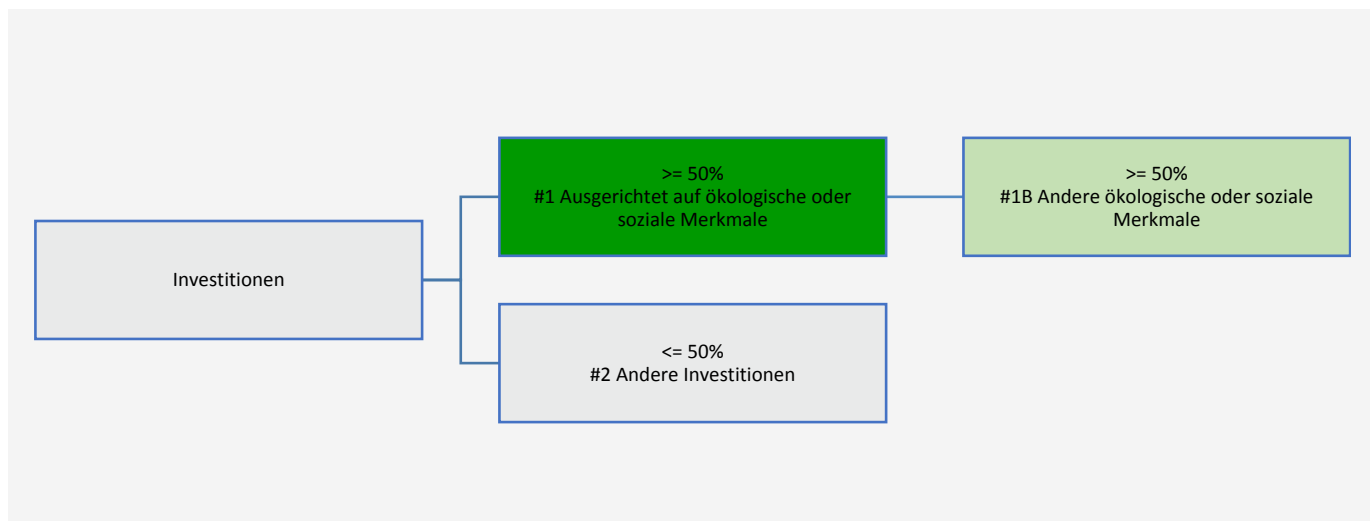 Investitionen
>= 50%
#1 Ausgerichtet auf ökologische oder
soziale Merkmale
>= 50%
#1B Andere ökologische oder soziale
Merkmale
<= 50%
#2 Andere Investitionen